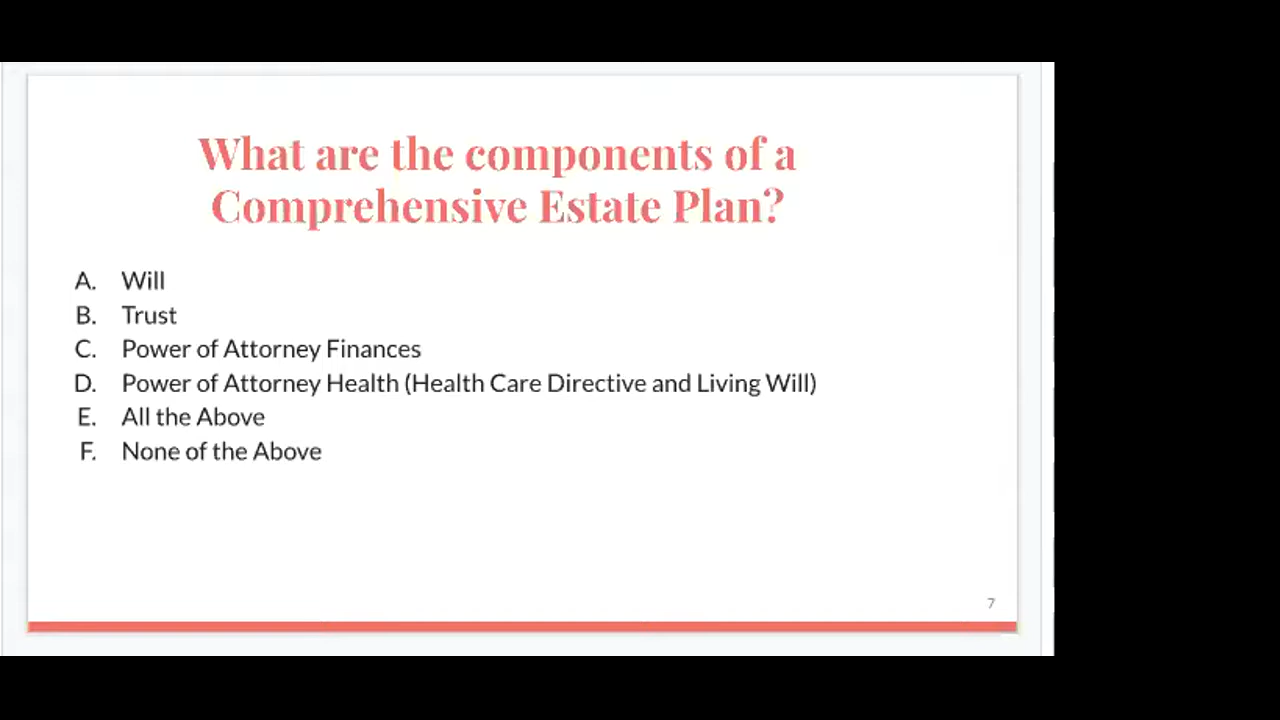 What are the components of a
Comprehensive Estate Plan?
A. Will
B. Trust
C. Power of Attorney Finances
D. Power of Attorney Health (Health Care Directive and Living Will)
E. All the Above
F. None of the Above
7